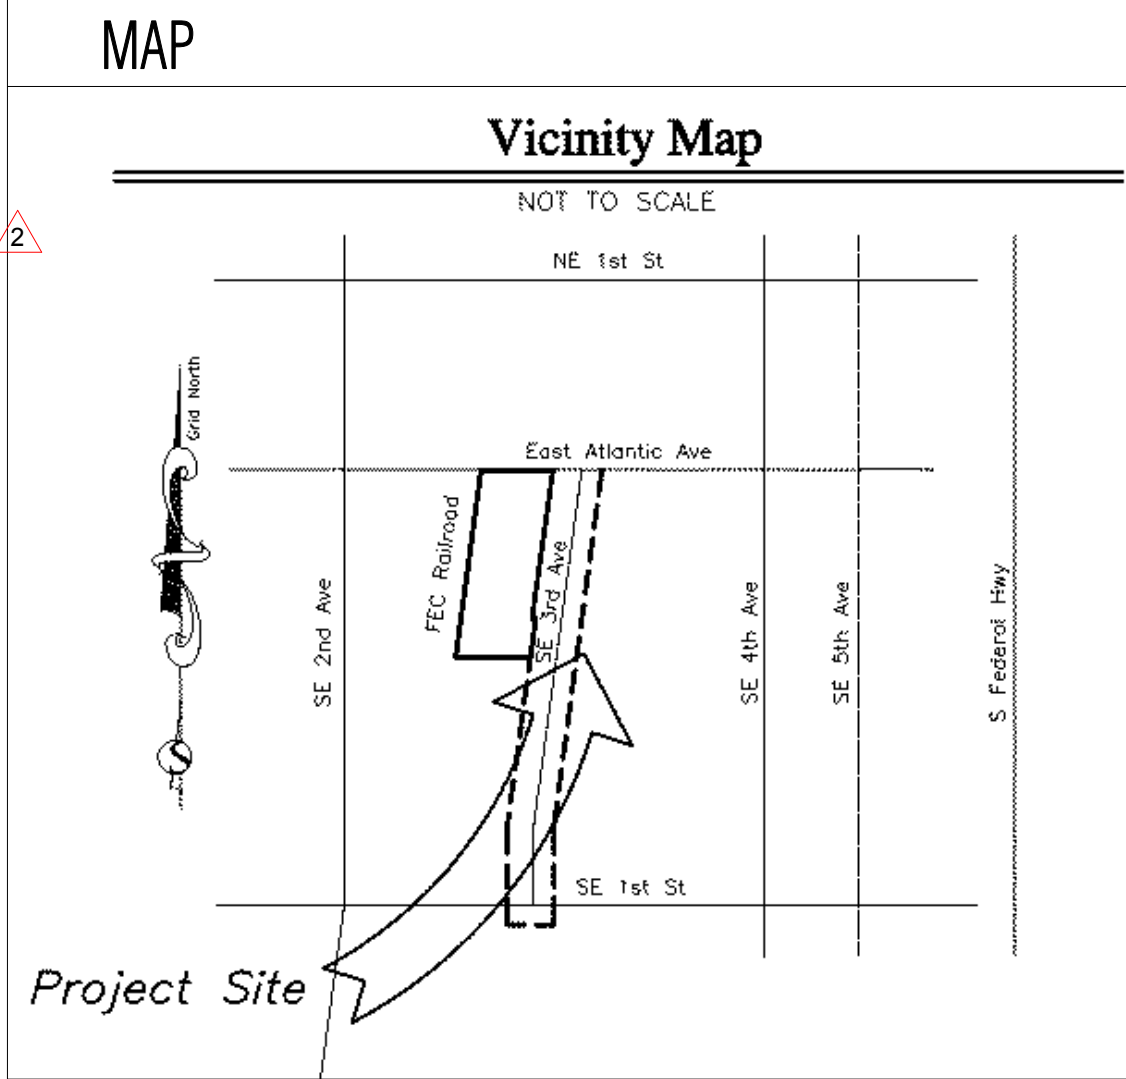 MAP
Vicinity Map
NOT TO SCALE
2
NE 1st St
Grid North
East Atlantic Ave
FEC Railroad
SE 3rd Ave
SE 2nd Ave
SE 4th Ave
SE 5th Ave
S Federal Hwy
SE 1st St
Project Site